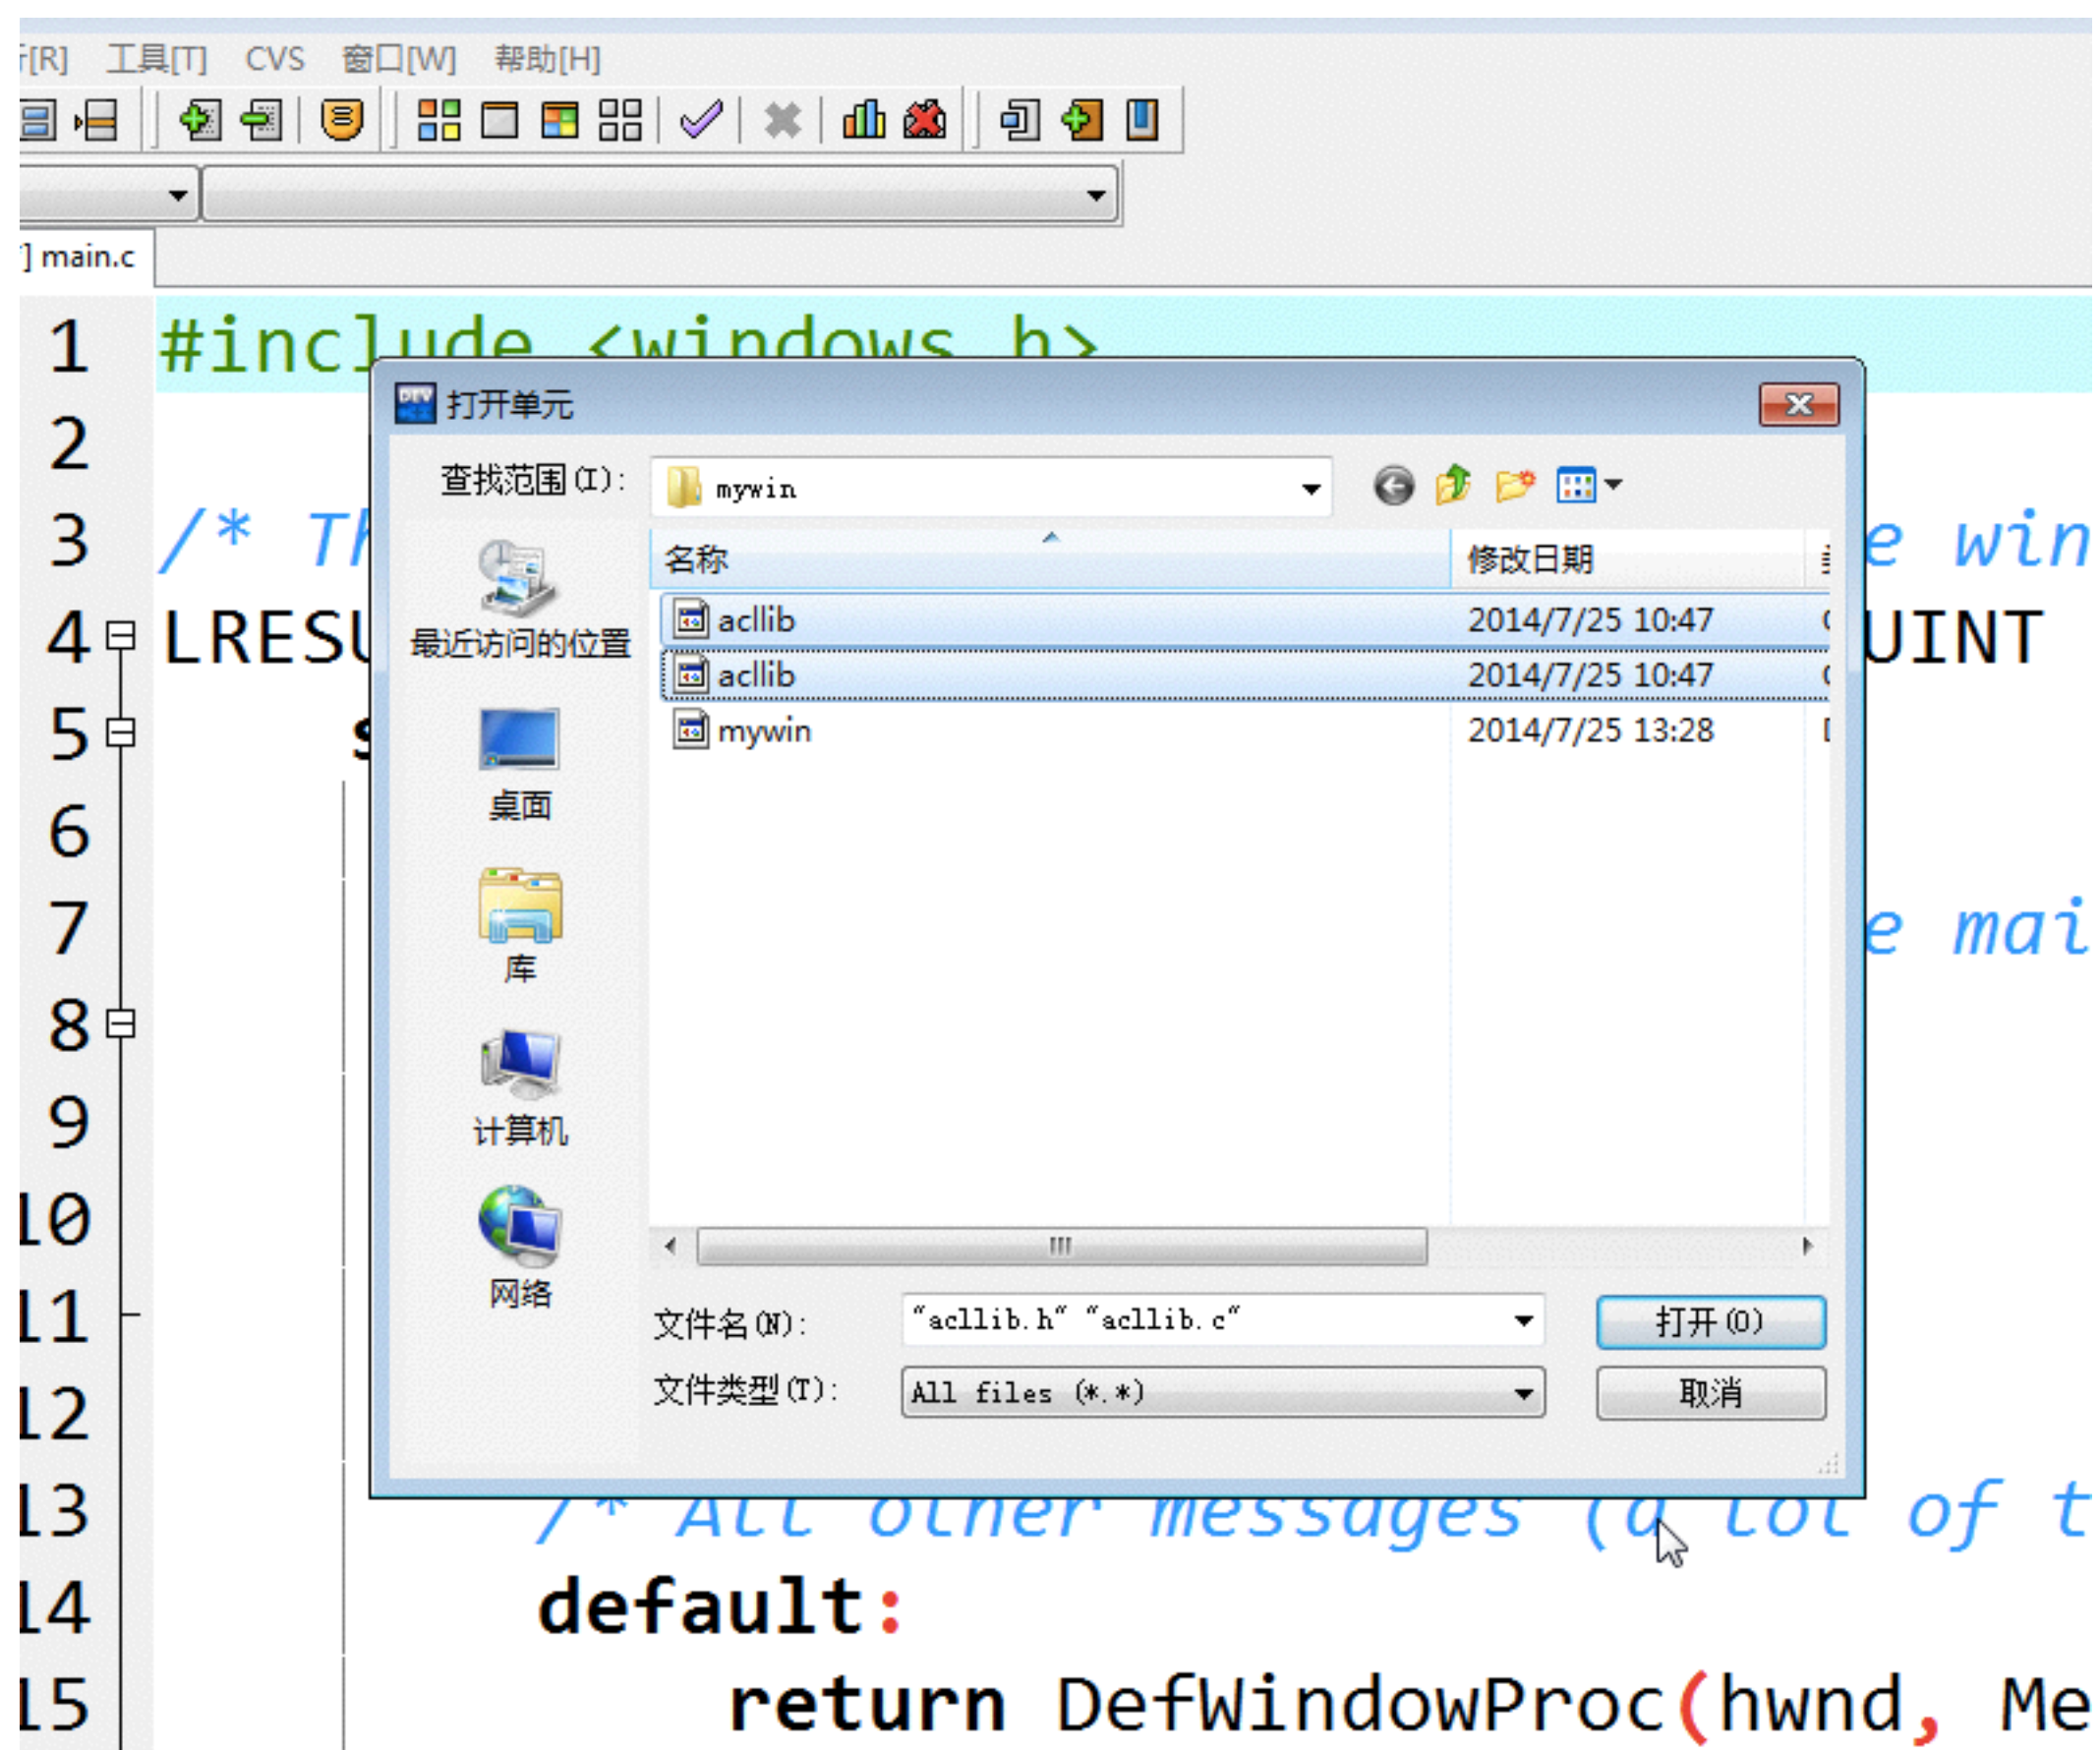 [R] 工具[T] CVS 窗口[W] 帮助[H]
] main.c
1 #include <windows.h>
2
3 /* Th e win
4 LRESU UINT
5 s
6
7 e mai
8
9
10
11
12
13 /* All other messages (a lot of t
14 default:
15 return DefWindowProc(hwnd, Me
打开单元
查找范围(I): mywin
名称 修改日期
acllib 2014/7/25 10:47
acllib 2014/7/25 10:47
mywin 2014/7/25 13:28
最近访问的位置
桌面
库
计算机
网络
文件名(N): "acllib.h" "acllib.c" 打开(O)
文件类型(T): All files (*.*) 取消